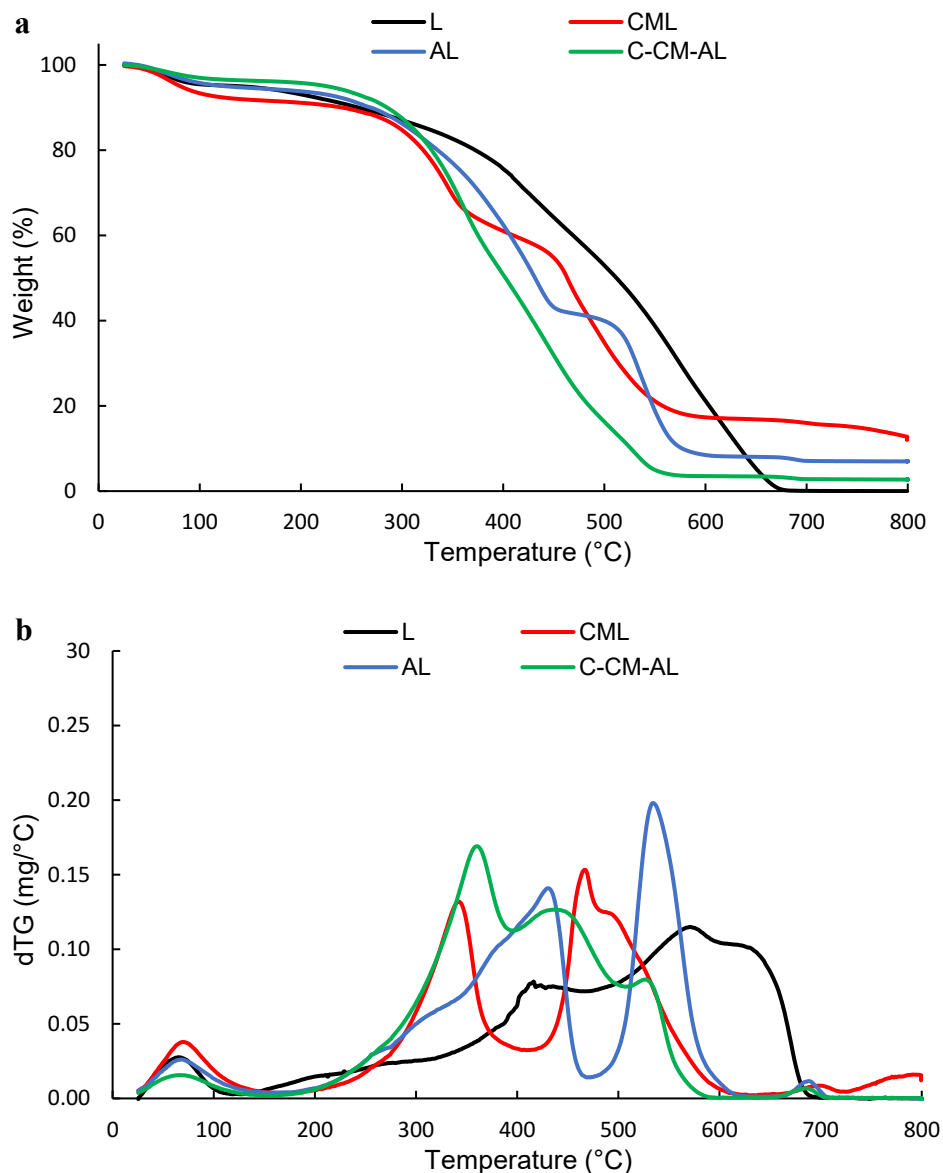 a
L CML
AL C-CM-AL
100
80
60
40
20
0
Weight (%)
0 100 200 300 400 500 600 700 800
Temperature (°C)
b
L CML
AL C-CM-AL
30
0.25
0.20
0.15
0.10
0.05
0.00
dTG (mg/°C)
0 100 200 300 400 500 600 700 800
Temperature (°C)